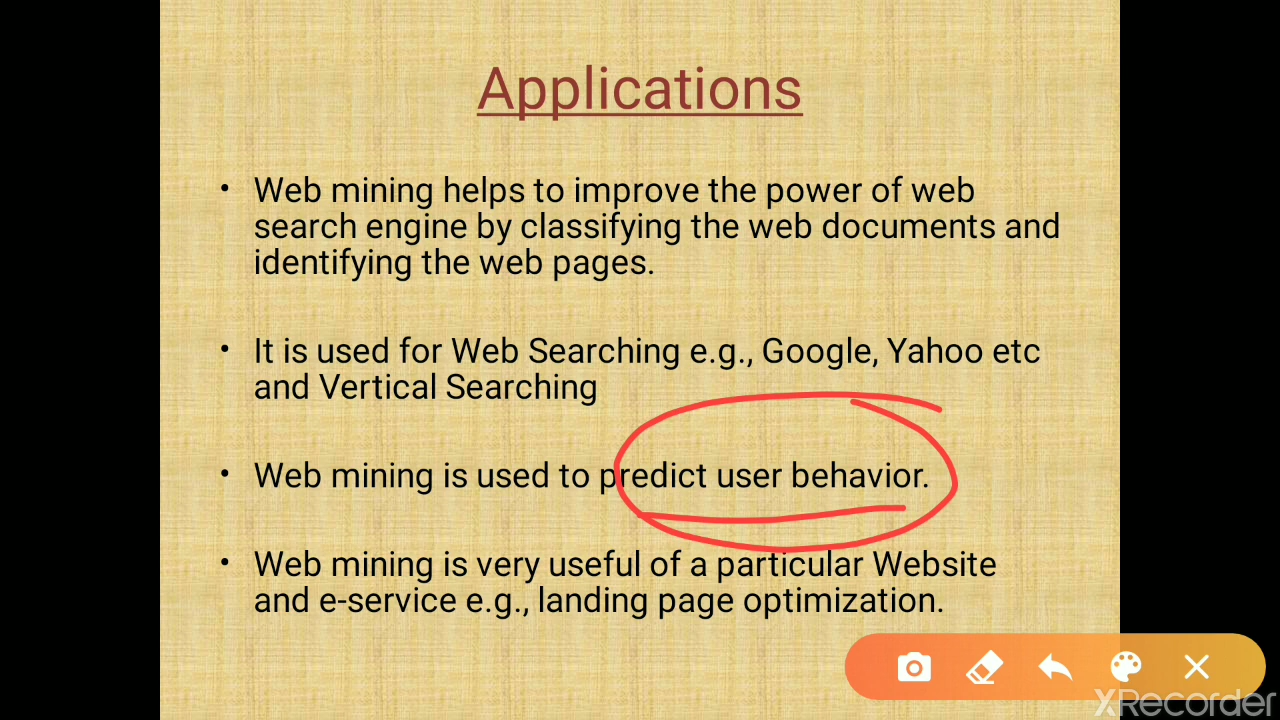 Applications
• Web mining helps to improve the power of web
search engine by classifying the web documents and
identifying the web pages.
• It is used for Web Searching e.g., Google, Yahoo etc
and Vertical Searching
• Web mining is used to predict user behavior.
• Web mining is very useful of a particular Website
and e-service e.g., landing page optimization.
XRecorder